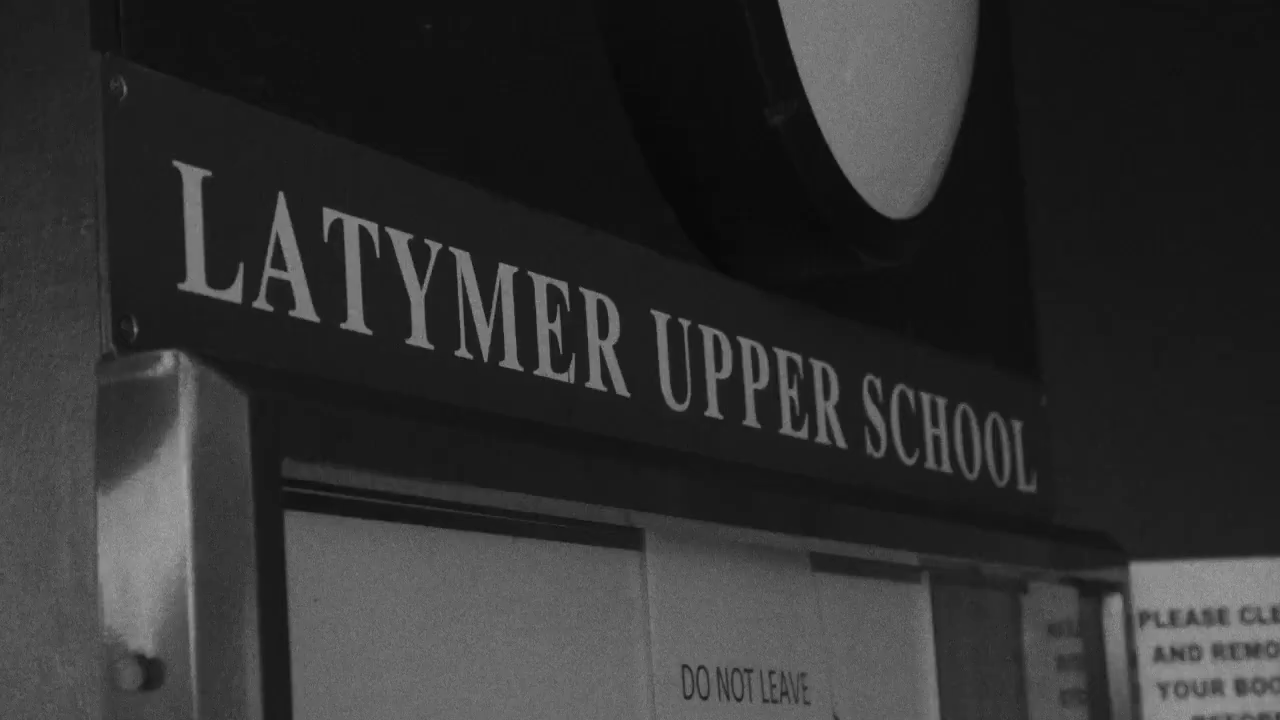 LATYMER UPPER SCHOOL
DO NOT LEAVE
PLEASE CLE
AND REMO
YOUR BOO